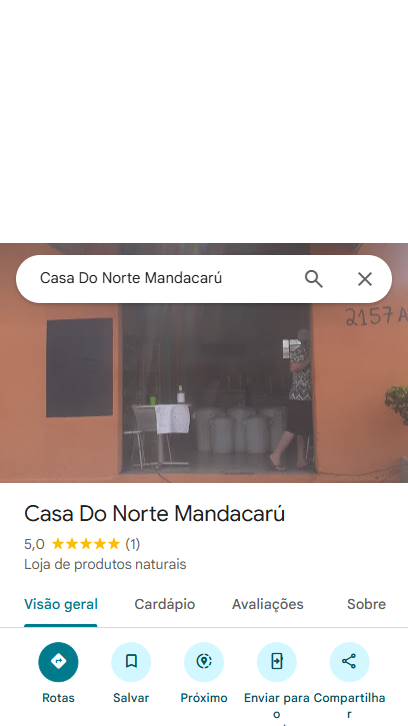 Casa Do Norte Mandacarú
2157 A
Casa Do Norte Mandacarú
5,0 (1)
Loja de produtos naturais
Visão geral Cardápio Avaliações Sobre
Rotas Salvar Próximo Enviar para Compartilha
o r